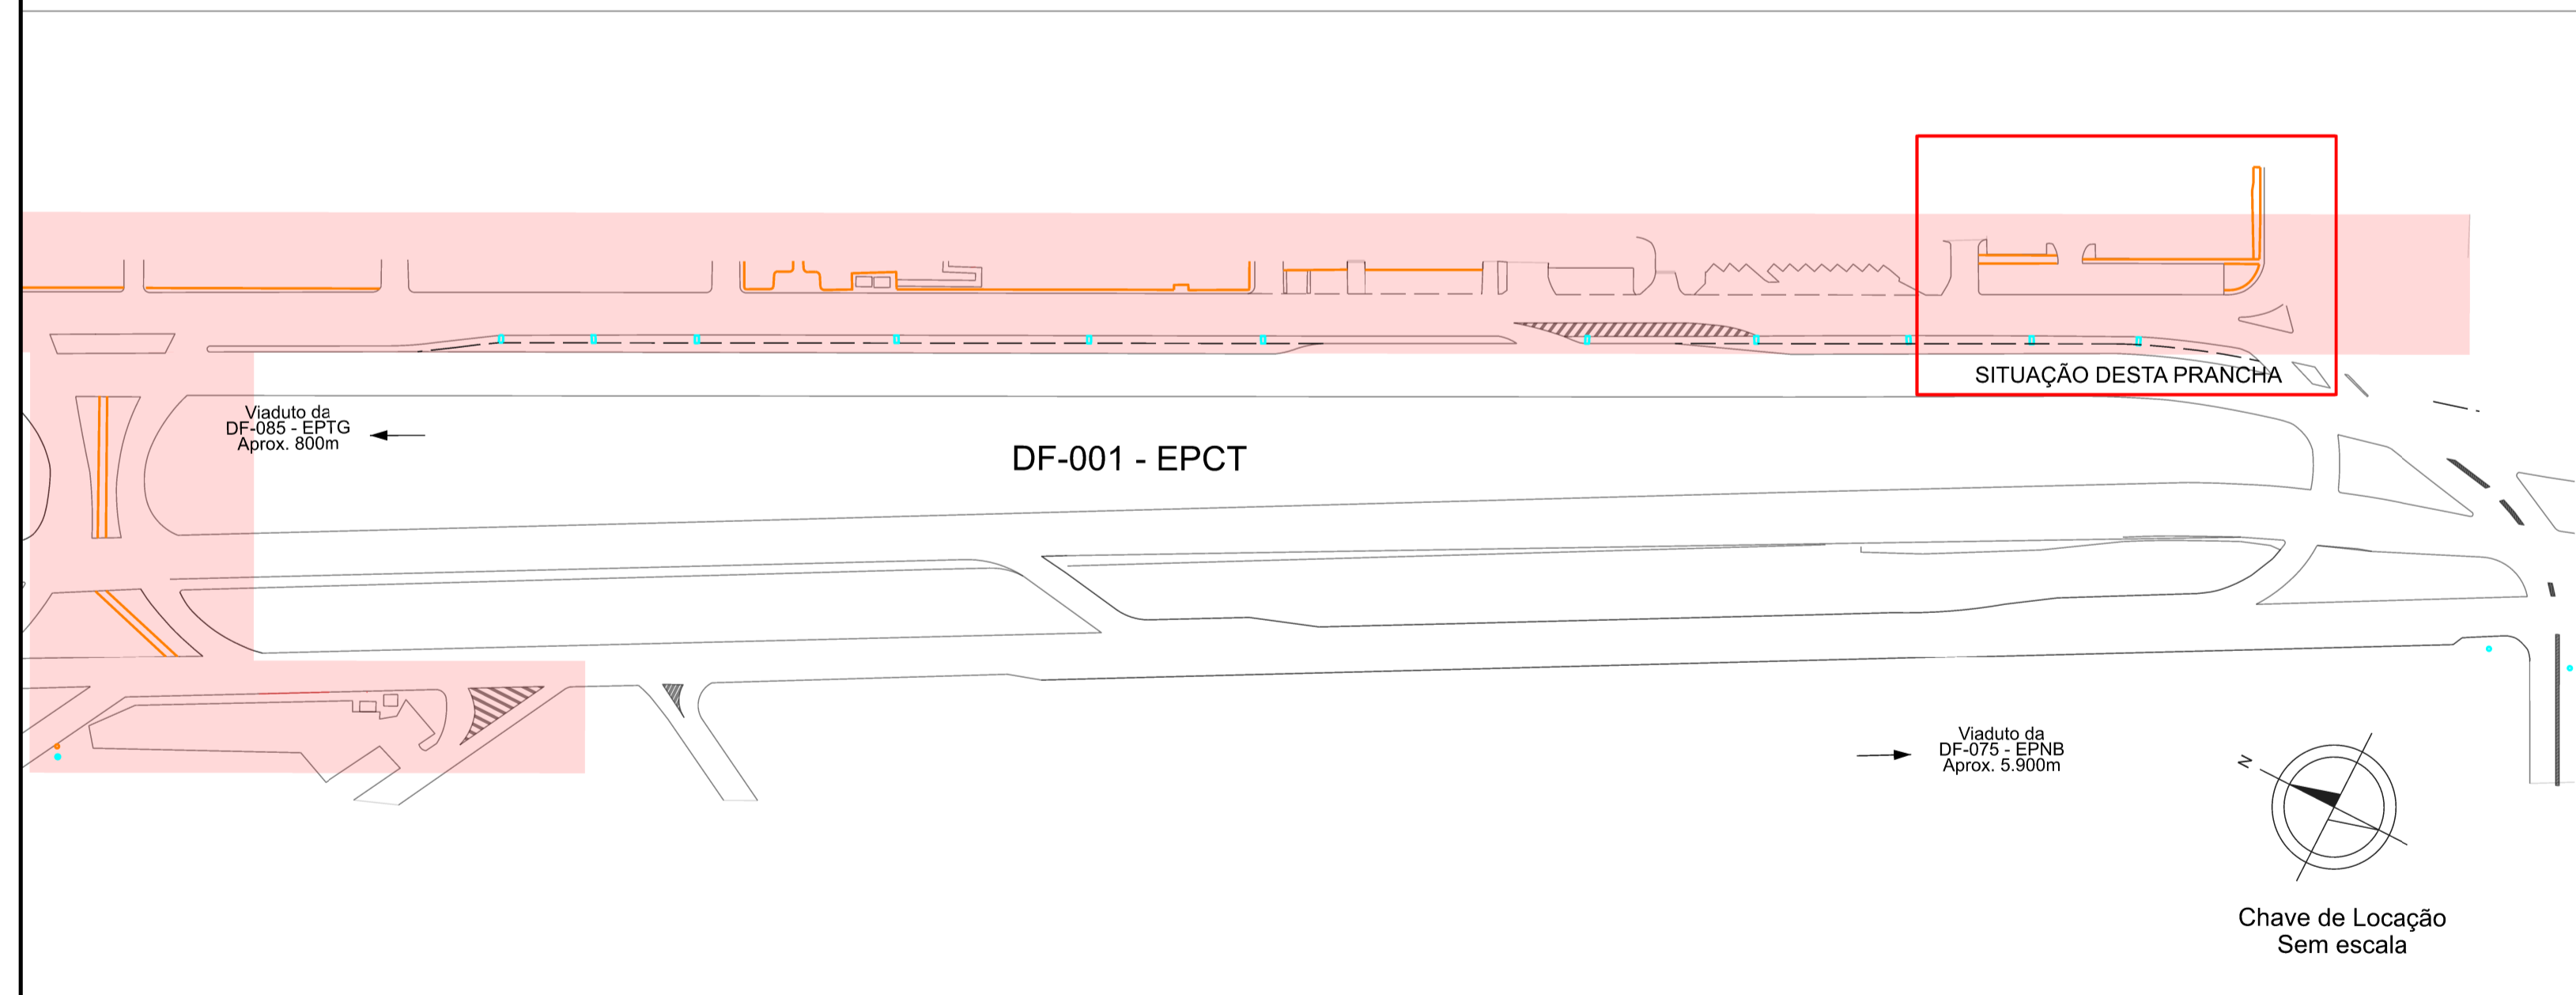 SITUAÇÃO DESTA PRANCHA
Viaduto da
DF-085 - EPTG
Aprox. 800m
DF-001 - EPCT
Viaduto da
DF-075 - EPNB
Aprox. 5.900m
N
Chave de Locação
Sem escala